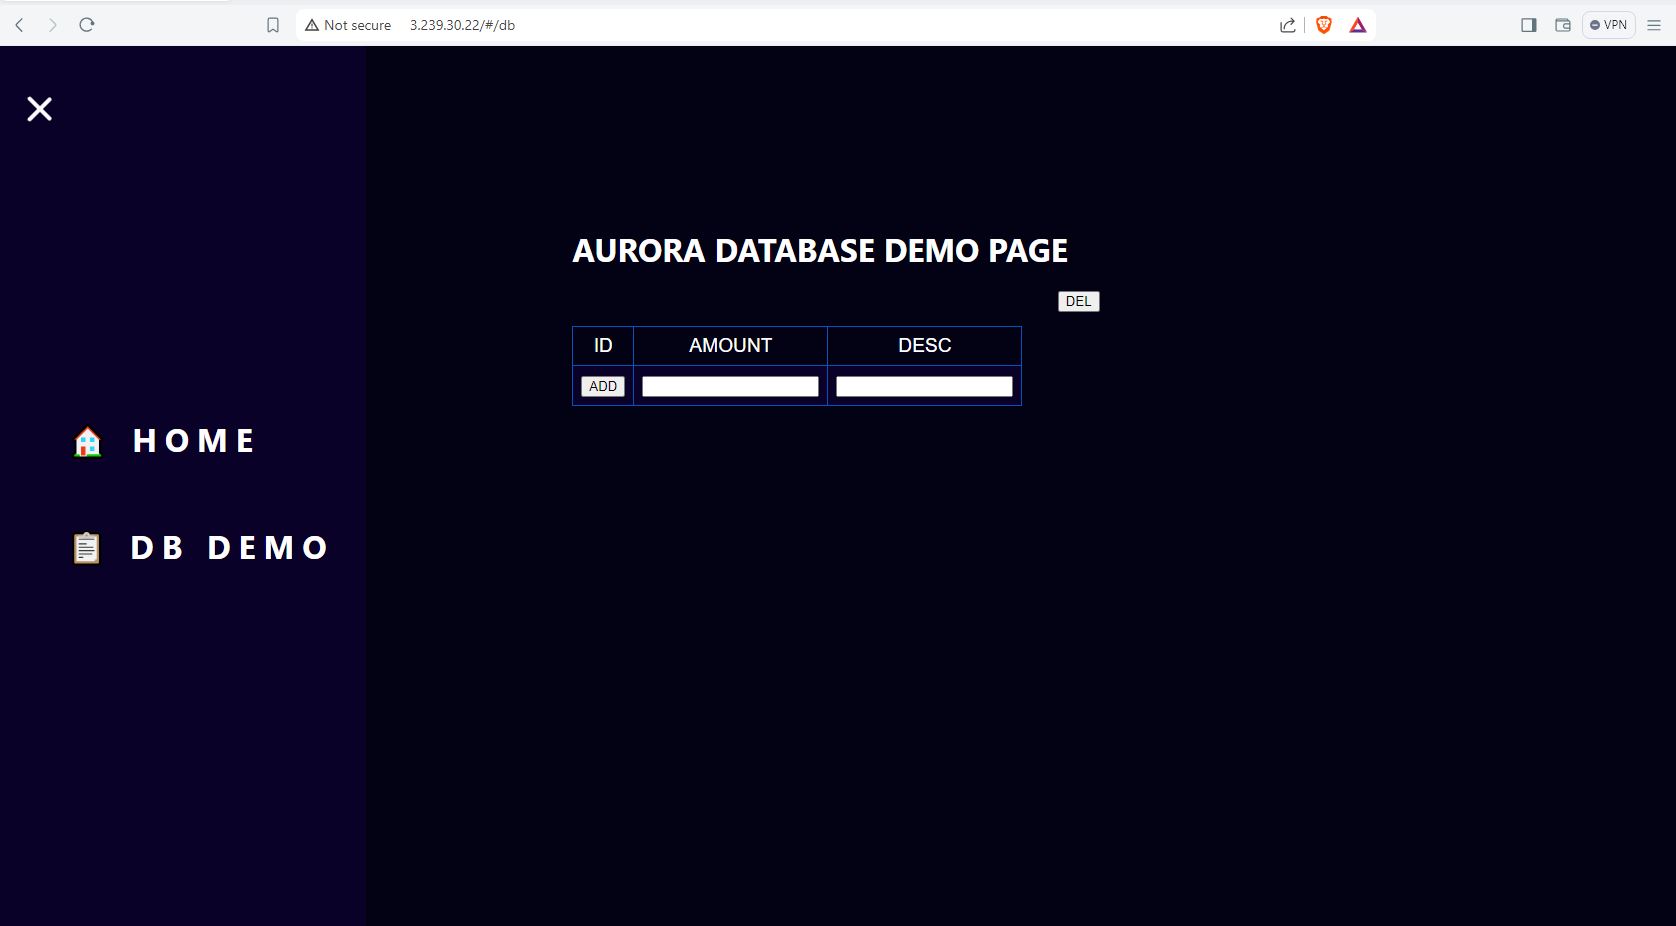 Not secure 3.239.30.22/#/db
VPN
AURORA DATABASE DEMO PAGE
DEL
ID AMOUNT DESC
ADD
HOME
DB DEMO